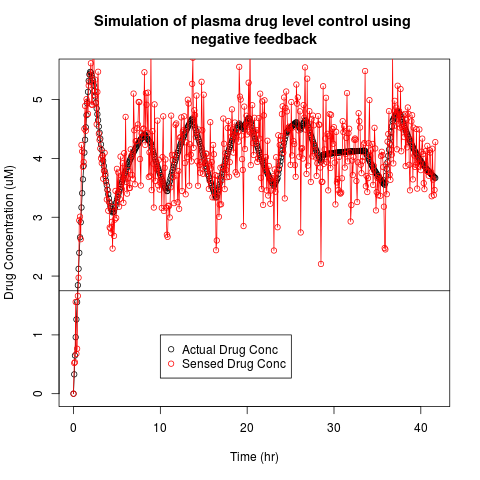 Simulation of plasma drug level control using
negative feedback
Drug Concentration (uM)
5
4
3
2
1
0
Actual Drug Conc
Sensed Drug Conc
0 10 20 30 40
Time (hr)